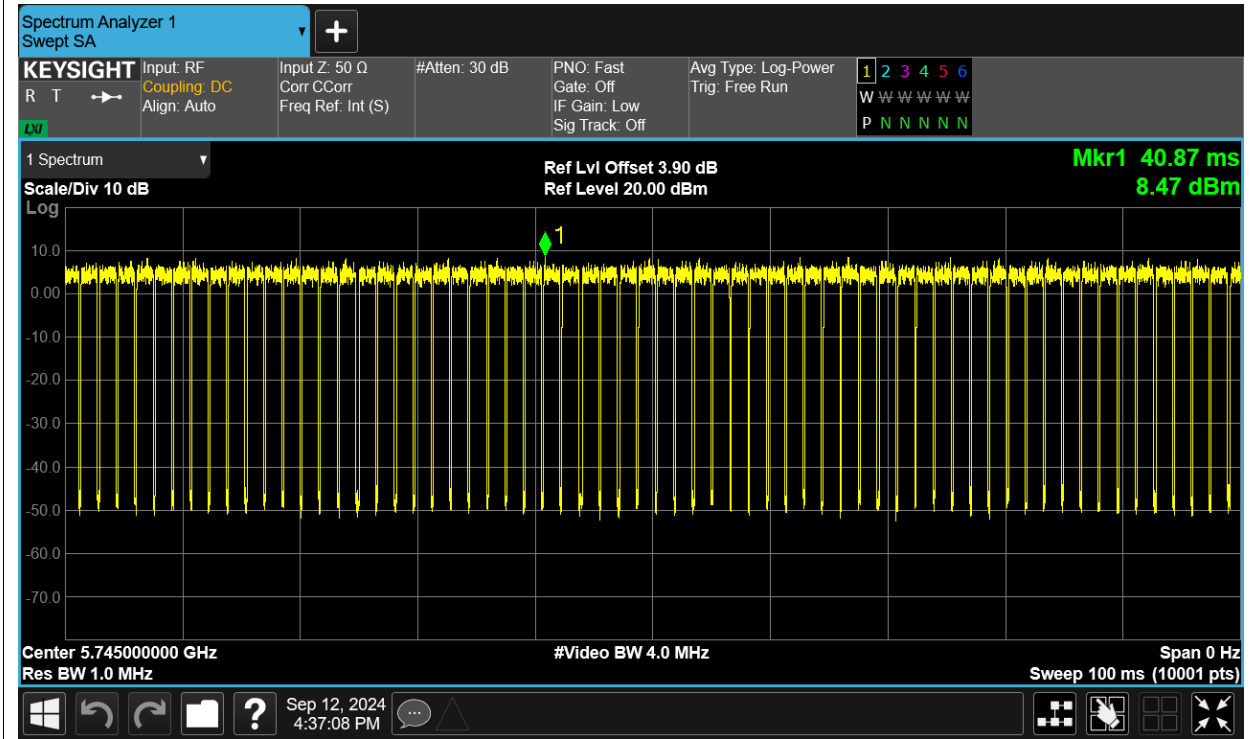 Spectrum Analyzer 1
Swept SA
KEYSIGHT
R T
LXI
Input: RF
Coupling: DC
Align: Auto
Input Z: 50 Ω
Corr CCorr
Freq Ref: Int (S)
#Atten: 30 dB
PNO: Fast
Gate: Off
IF Gain: Low
Sig Track: Off
Avg Type: Log-Power
Trig: Free Run
1 2 3 4 5 6
W W W W W W
P N N N N N
1 Spectrum
Scale/Div 10 dB
Log
Ref Lvl Offset 3.90 dB
Ref Level 20.00 dBm
Mkr1 40.87 ms
8.47 dBm
1
10.0
0.00
-10.0
-20.0
-30.0
-40.0
-50.0
-60.0
-70.0
Center 5.745000000 GHz
Res BW 1.0 MHz
#Video BW 4.0 MHz
Span 0 Hz
Sweep 100 ms (10001 pts)
?
Sep 12, 2024
4:37:08 PM